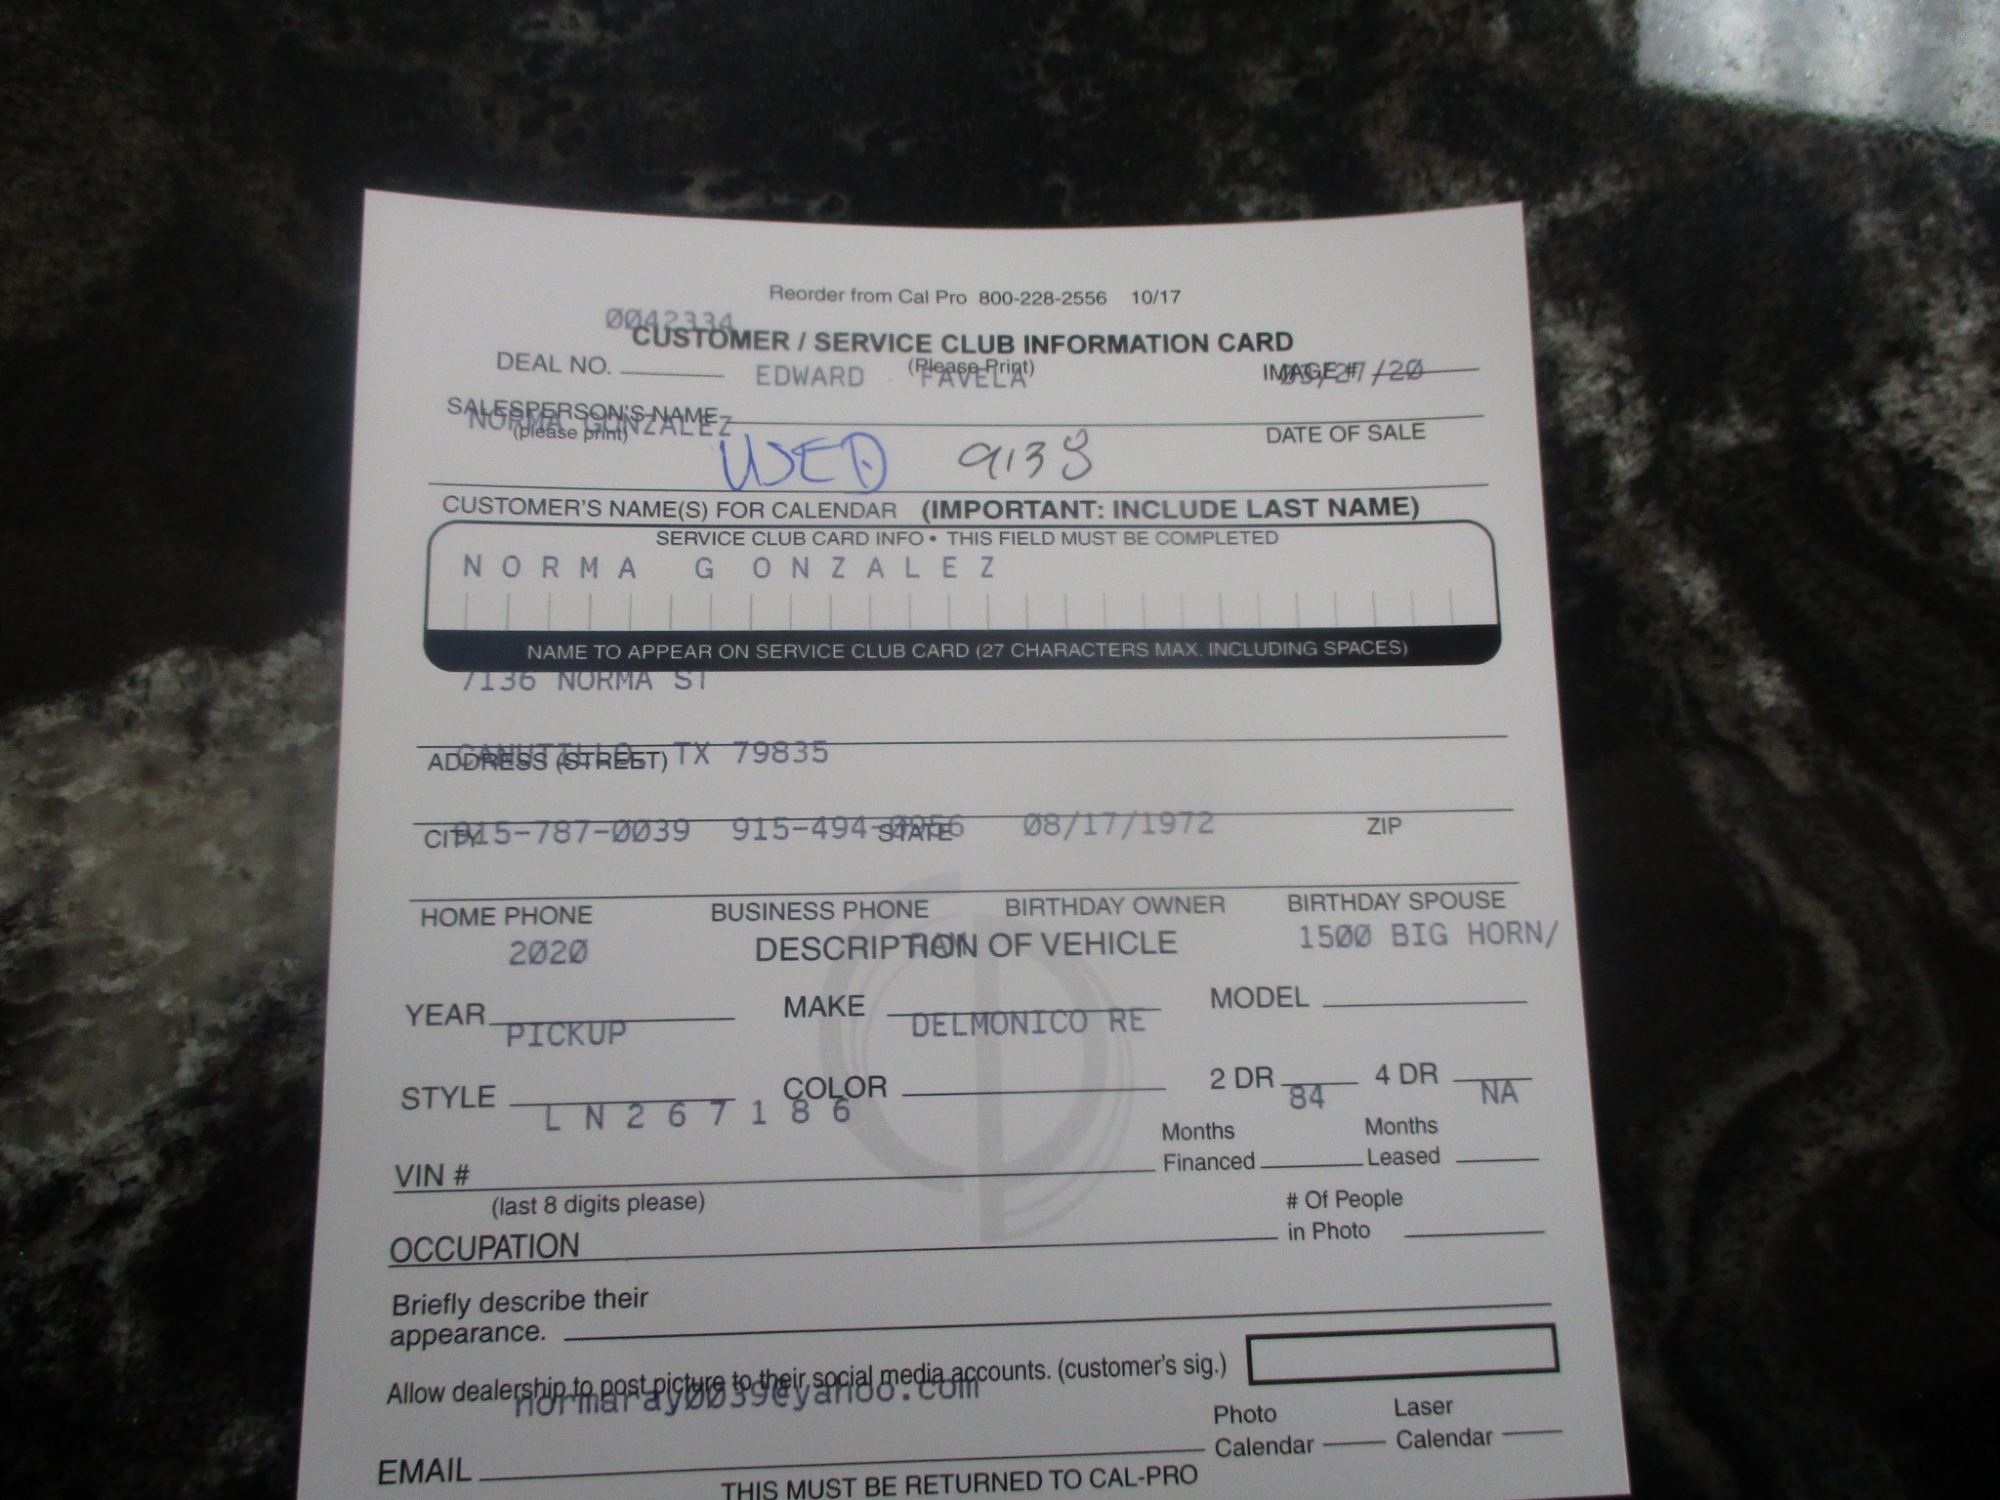 Reorder from Cal Pro 800-228-2556 10/17
0042334
CUSTOMER / SERVICE CLUB INFORMATION CARD
(Please Print)
DEAL NO. EDWARD FAVELA IMAGE # /27/20
SALESPERSON'S NAME
NORMA GONZALEZ
(please print) DATE OF SALE
USED 9138
CUSTOMER'S NAME(S) FOR CALENDAR (IMPORTANT: INCLUDE LAST NAME)
SERVICE CLUB CARD INFO • THIS FIELD MUST BE COMPLETED
NORMA GONZALEZ
NAME TO APPEAR ON SERVICE CLUB CARD (27 CHARACTERS MAX. INCLUDING SPACES)
7136 NORMA ST
CANUTILLO, TX 79835
ADDRESS (STREET)
915-787-0039 915-494-0056 08/17/1972
CITY STATE ZIP
HOME PHONE BUSINESS PHONE BIRTHDAY OWNER BIRTHDAY SPOUSE
2020 RAM 1500 BIG HORN/
DESCRIPTION OF VEHICLE
YEAR MAKE MODEL
PICKUP DELMONICO RE
STYLE COLOR 2 DR 4 DR
84 NA
LN267186
VIN # Months Financed Months Leased
(last 8 digits please)
OCCUPATION # Of People in Photo
Briefly describe their
appearance.
Allow dealership to post picture to their social media accounts. (customer's sig.)
normaray0039@yahoo.com
EMAIL Photo Calendar Laser Calendar
THIS MUST BE RETURNED TO CAL-PRO